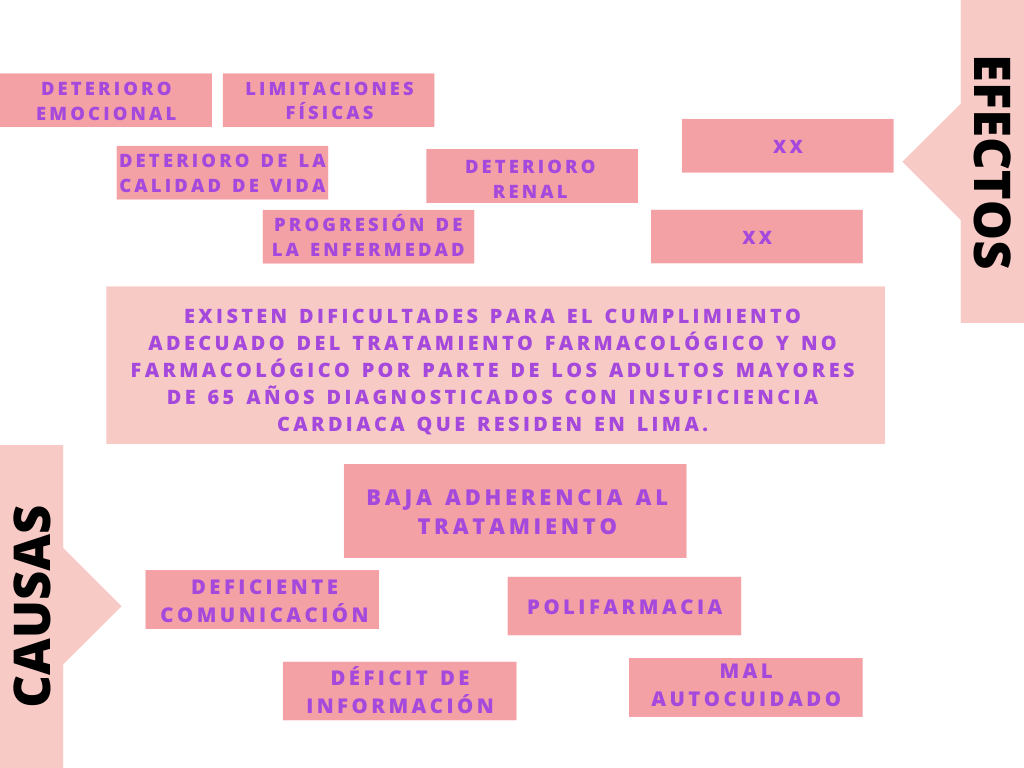 EFECTOS
DETERIORO
EMOCIONAL
LIMITACIONES
FÍSICAS
XX
DETERIORO DE LA
CALIDAD DE VIDA
DETERIORO
RENAL
PROGRESIÓN DE
LA ENFERMEDAD
XX
EXISTEN DIFICULTADES PARA EL CUMPLIMIENTO
ADECUADO DEL TRATAMIENTO FARMACOLÓGICO Y NO
FARMACOLÓGICO POR PARTE DE LOS ADULTOS MAYORES
DE 65 AÑOS DIAGNOSTICADOS CON INSUFICIENCIA
CARDIACA QUE RESIDEN EN LIMA.
CAUSAS
BAJA ADHERENCIA AL
TRATAMIENTO
DEFICIENTE
COMUNICACIÓN
POLIFARMACIA
DÉFICIT DE
INFORMACIÓN
MAL
AUTOCUIDADO